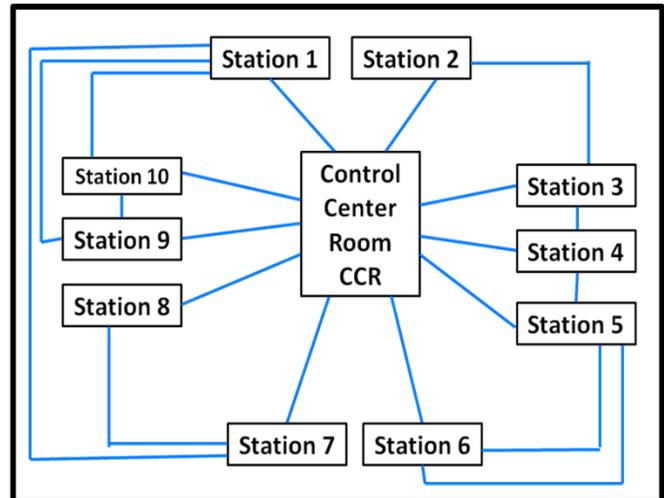 Station 1
Station 2
Control
Center
Room
CCR
Station 10
Station 3
Station 9
Station 4
Station 8
Station 5
Station 7
Station 6